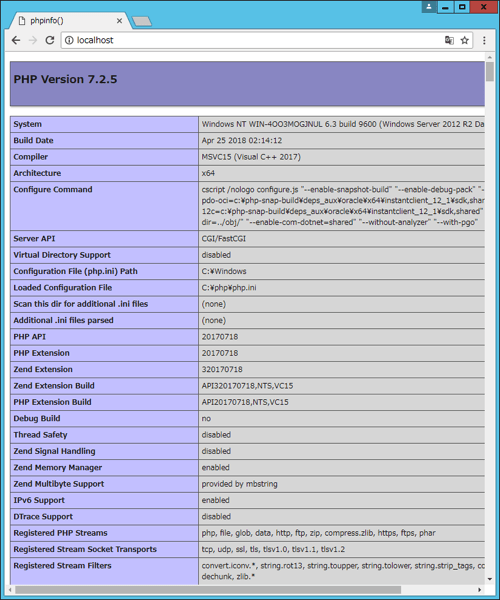 phpinfo()
localhost
PHP Version 7.2.5
System Windows NT WIN-4OO3MOGJNUL 6.3 build 9600 (Windows Server 2012 R2 Da
Build Date Apr 25 2018 02:14:12
Compiler MSVC15 (Visual C++ 2017)
Architecture x64
Configure Command cscript /nologo configure.js "--enable-snapshot-build" "--enable-debug-pack" "--
pdo-oci=c:¥php-snap-build¥deps_aux¥oracle¥x64¥instantclient_12_1¥sdk,shar
12c=c:¥php-snap-build¥deps_aux¥oracle¥x64¥instantclient_12_1¥sdk,shared"
dir=../obj/" "--enable-com-dotnet=shared" "--without-analyzer" "--with-pgo"
Server API CGI/FastCGI
Virtual Directory Support disabled
Configuration File (php.ini) Path C:¥Windows
Loaded Configuration File C:¥php¥php.ini
Scan this dir for additional .ini files (none)
Additional .ini files parsed (none)
PHP API 20170718
PHP Extension 20170718
Zend Extension 320170718
Zend Extension Build API320170718,NTS,VC15
PHP Extension Build API20170718,NTS,VC15
Debug Build no
Thread Safety disabled
Zend Signal Handling disabled
Zend Memory Manager enabled
Zend Multibyte Support provided by mbstring
IPv6 Support enabled
DTrace Support disabled
Registered PHP Streams php, file, glob, data, http, ftp, zip, compress.zlib, https, ftps, phar
Registered Stream Socket Transports tcp, udp, ssl, tls, tlsv1.0, tlsv1.1, tlsv1.2
Registered Stream Filters convert.iconv.*, string.rot13, string.toupper, string.tolower, string.strip_tags, co
dechunk, zlib.*